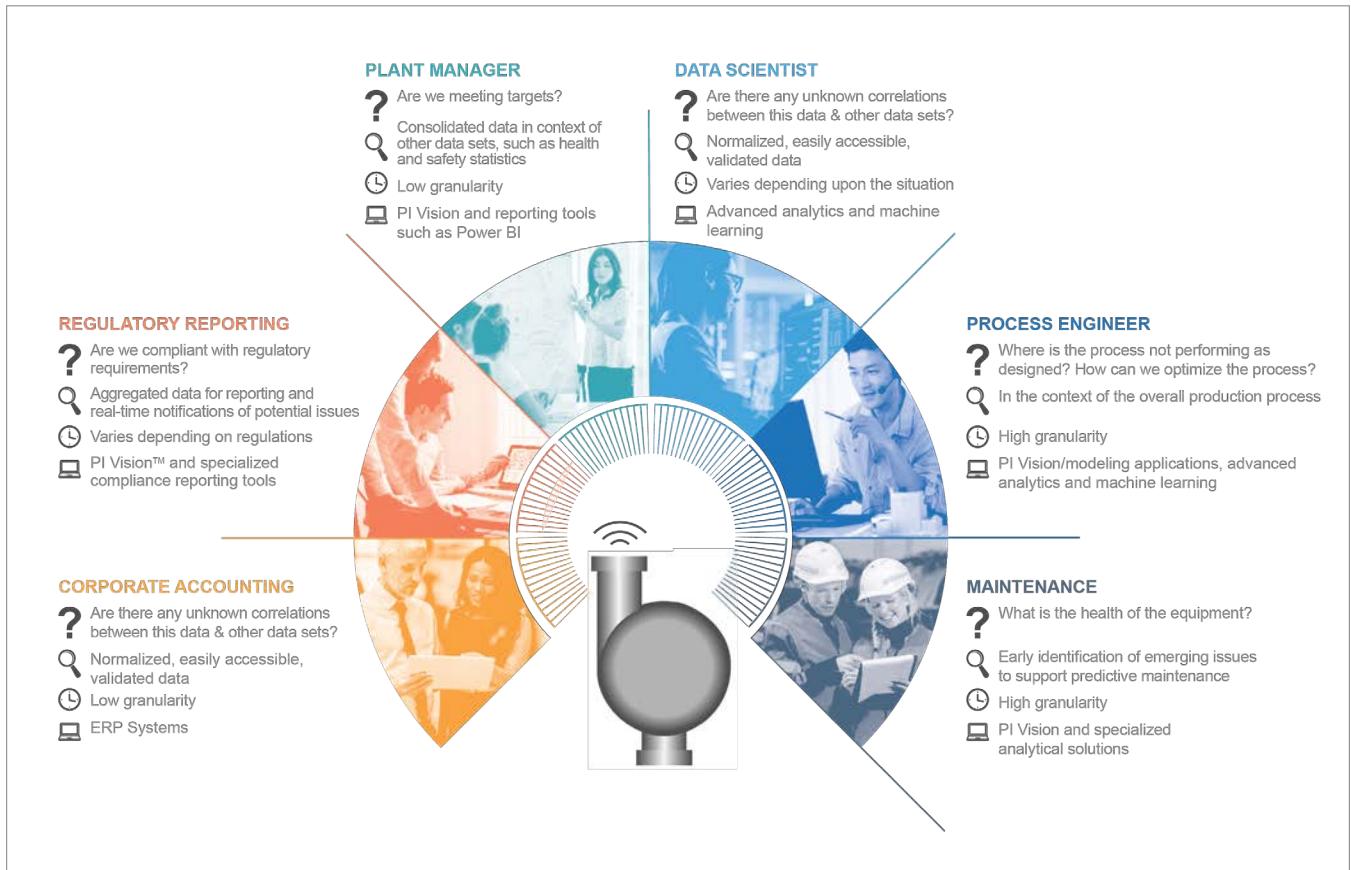 PLANT MANAGER
Are we meeting targets?
Consolidated data in context of
other data sets, such as health
and safety statistics
Low granularity
PI Vision and reporting tools
such as Power BI
DATA SCIENTIST
Are there any unknown correlations
between this data & other data sets?
Normalized, easily accessible,
validated data
Varies depending upon the situation
Advanced analytics and machine
learning
REGULATORY REPORTING
Are we compliant with regulatory
requirements?
Aggregated data for reporting and
real-time notifications of potential issues
Varies depending on regulations
PI Vision™ and specialized
compliance reporting tools
PROCESS ENGINEER
Where is the process not performing as
designed? How can we optimize the process?
In the context of the overall production process
High granularity
PI Vision/modeling applications, advanced
analytics and machine learning
CORPORATE ACCOUNTING
Are there any unknown correlations
between this data & other data sets?
Normalized, easily accessible,
validated data
Low granularity
ERP Systems
MAINTENANCE
What is the health of the equipment?
Early identification of emerging issues
to support predictive maintenance
High granularity
PI Vision and specialized
analytical solutions